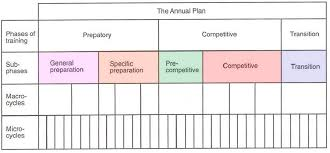 The Annual Plan
Phases of training
Prepatory
Competitive
Transition
Sub-phases
General preparation
Specific preparation
Pre-competitive
Competitive
Transition
Macro-cycles
Micro-cycles